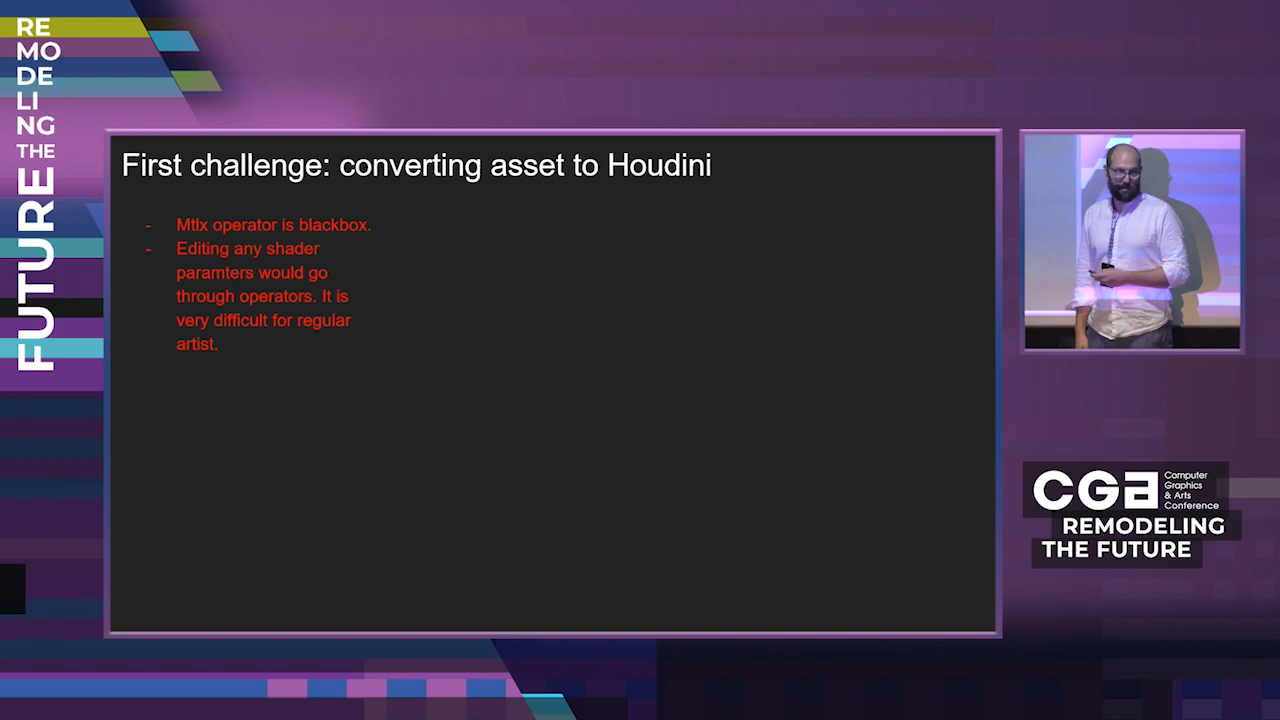 RE
MO
DE
LI
NG
THE
FUTURE
First challenge: converting asset to Houdini
- Mtlx operator is blackbox.
- Editing any shader
paramters would go
through operators. It is
very difficult for regular
artist.
CGA
Computer
Graphics
& Arts
Conference
REMODELING
THE FUTURE